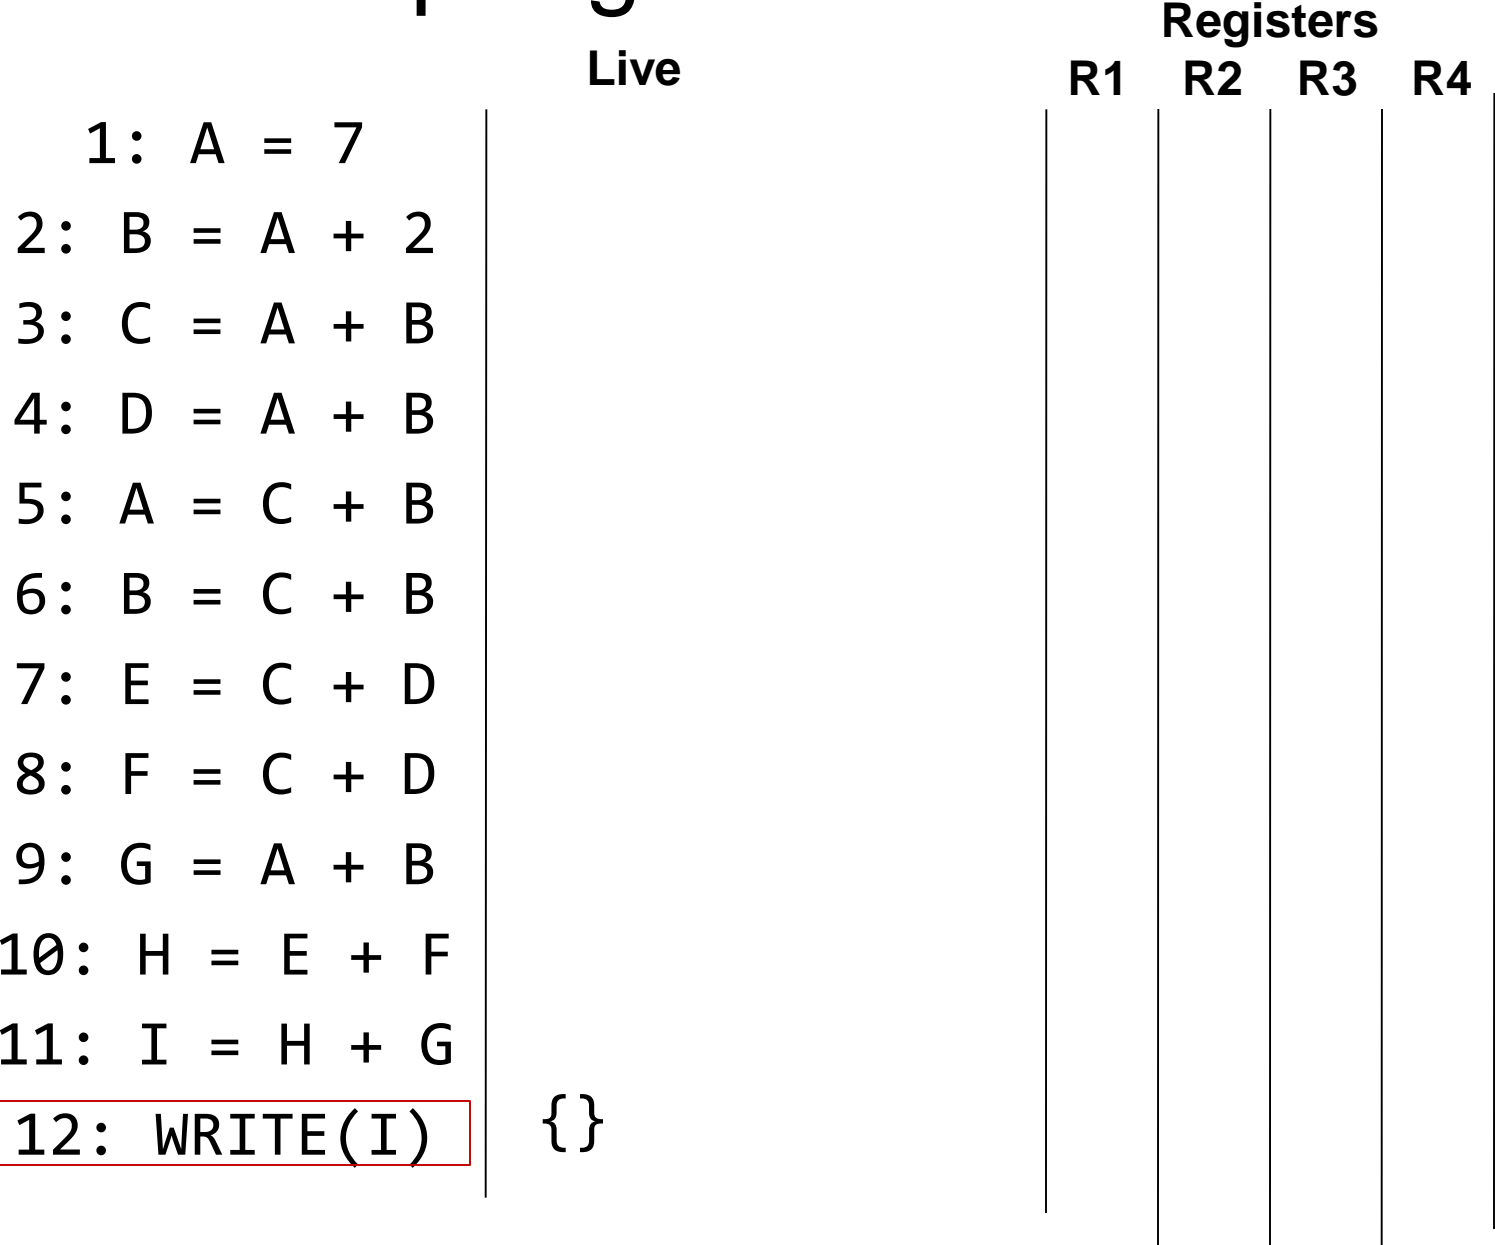 Registers
Live
R1 R2 R3 R4
1: A = 7
2: B = A + 2
3: C = A + B
4: D = A + B
5: A = C + B
6: B = C + B
7: E = C + D
8: F = C + D
9: G = A + B
10: H = E + F
11: I = H + G
12: WRITE(I) {}